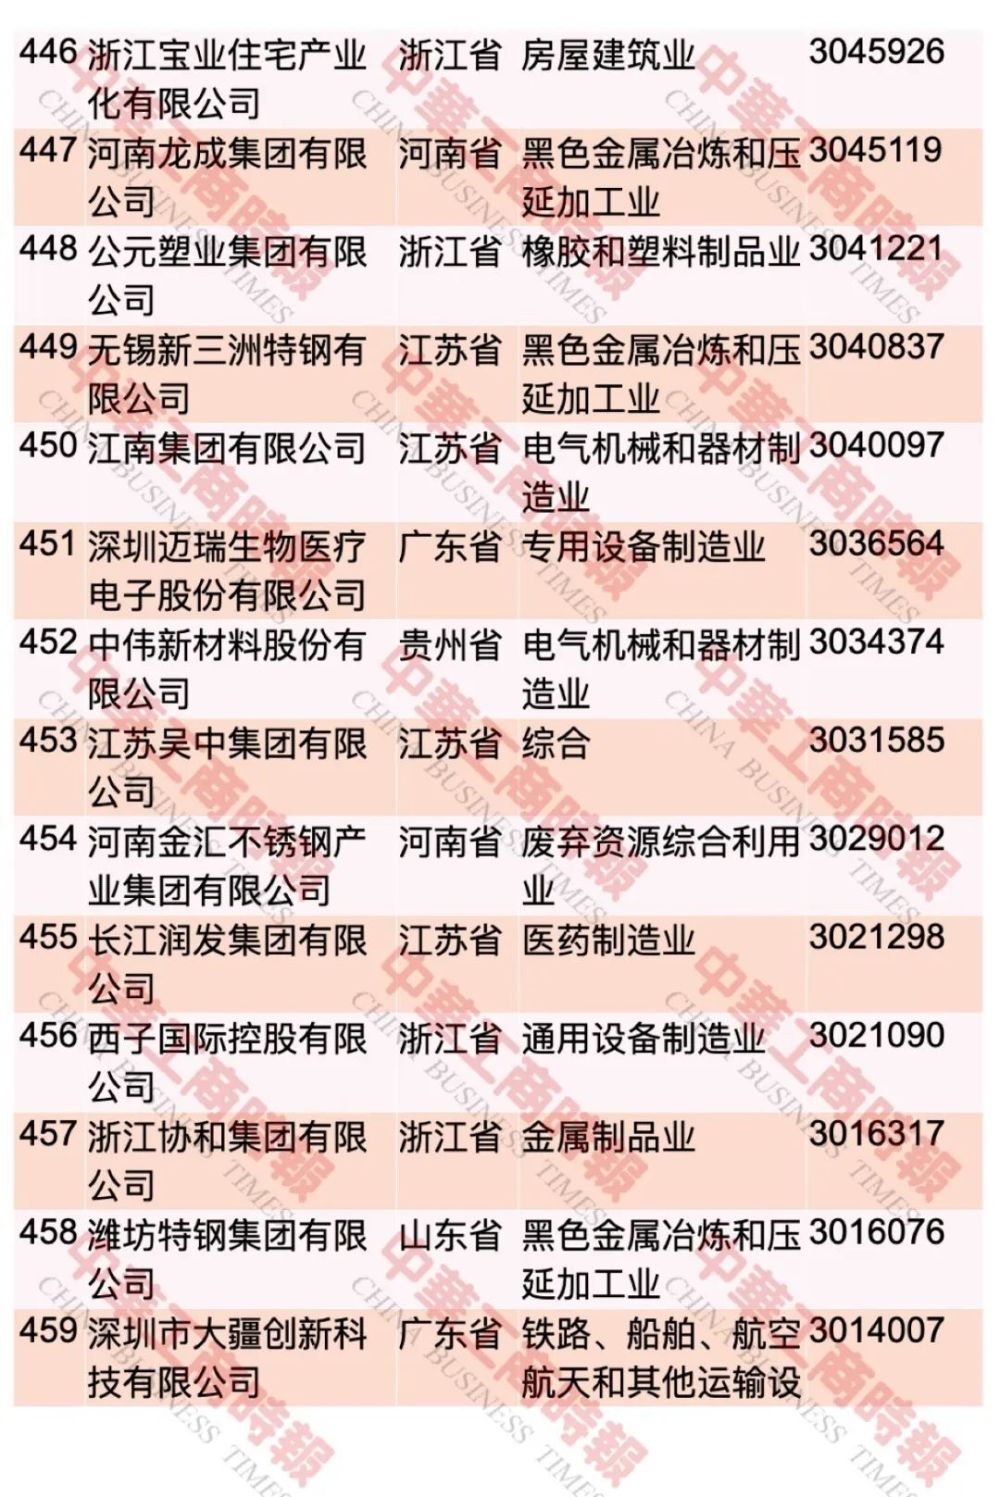 446 浙江宝业住宅产业 浙江省 房屋建筑业 3045926
化有限公司
447 河南龙成集团有限 河南省 黑色金属冶炼和压 3045119
公司 延加工业
448 公元塑业集团有限 浙江省 橡胶和塑料制品业 3041221
公司
449 无锡新三洲特钢有 江苏省 黑色金属冶炼和压 3040837
限公司 延加工业
450 江南集团有限公司 江苏省 电气机械和器材制 3040097
造业
451 深圳迈瑞生物医疗 广东省 专用设备制造业 3036564
电子股份有限公司
452 中伟新材料股份有 贵州省 电气机械和器材制 3034374
限公司 造业
453 江苏吴中集团有限 江苏省 综合 3031585
公司
454 河南金汇不锈钢产 河南省 废弃资源综合利用 3029012
业集团有限公司 业
455 长江润发集团有限 江苏省 医药制造业 3021298
公司
456 西子国际控股有限 浙江省 通用设备制造业 3021090
公司
457 浙江协和集团有限 浙江省 金属制品业 3016317
公司
458 潍坊特钢集团有限 山东省 黑色金属冶炼和压 3016076
公司 延加工业
459 深圳市大疆创新科 广东省 铁路、船舶、航空 3014007
技有限公司 航天和其他运输设
中華工商時報
CHINA BUSINESS TIMES